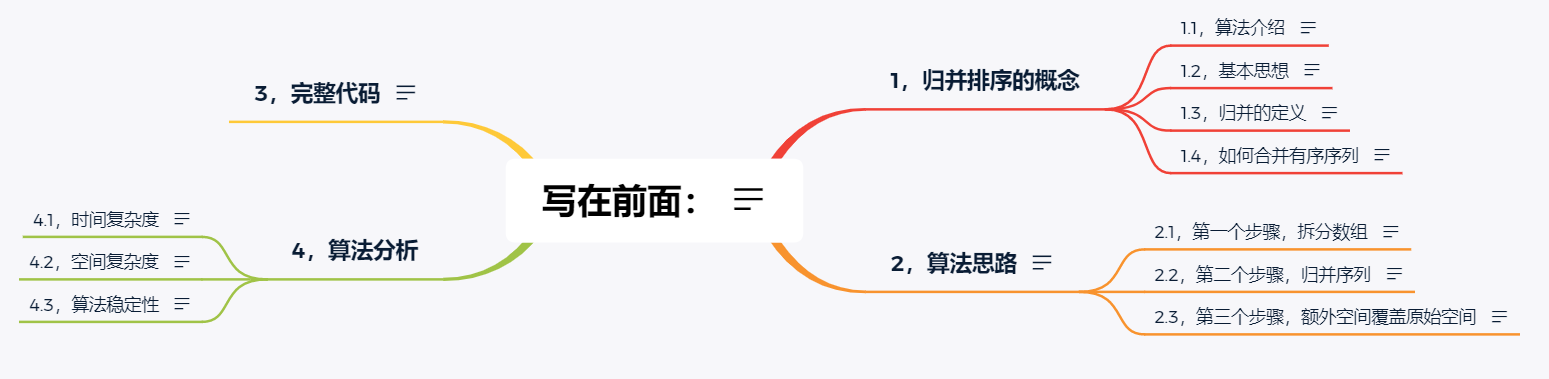 写在前面：
1，归并排序的概念
1.1，算法介绍
1.2，基本思想
1.3，归并的定义
1.4，如何合并有序序列
2，算法思路
2.1，第一个步骤，拆分数组
2.2，第二个步骤，归并序列
2.3，第三个步骤，额外空间覆盖原始空间
3，完整代码
4，算法分析
4.1，时间复杂度
4.2，空间复杂度
4.3，算法稳定性